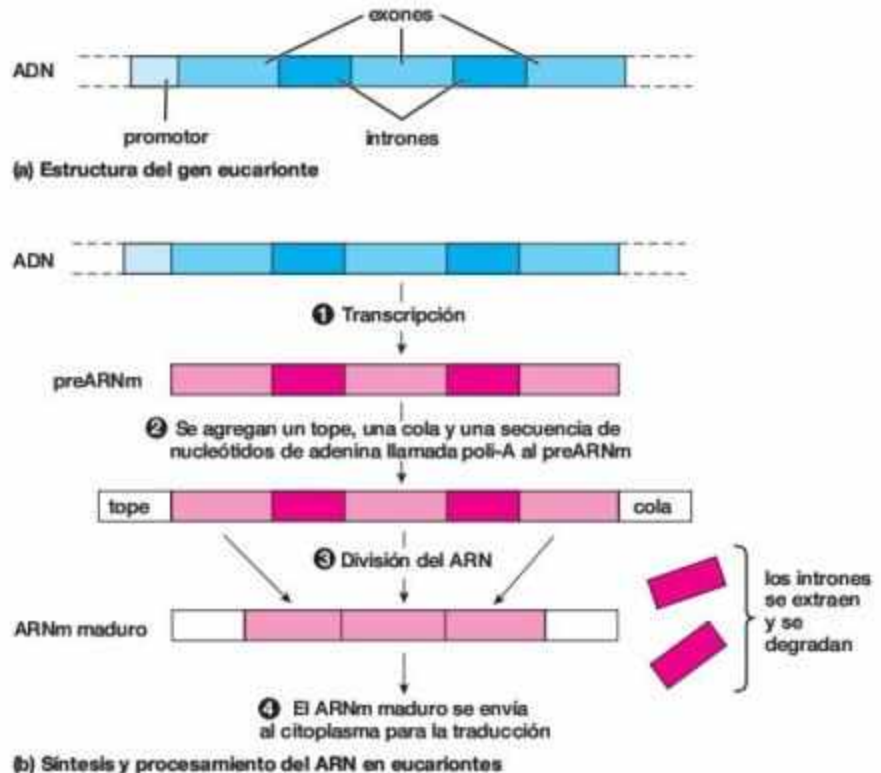 exones
ADN
promotor
intrones
(a) Estructura del gen eucarionte
ADN
1 Transcripción
preARNm
2 Se agregan un tope, una cola y una secuencia de
nucleótidos de adenina llamada poli-A al preARNm
tope
cola
3 División del ARN
ARNm maduro
los intrones
se extraen
y se
degradan
4 El ARNm maduro se envía
al citoplasma para la traducción
(b) Síntesis y procesamiento del ARN en eucariontes